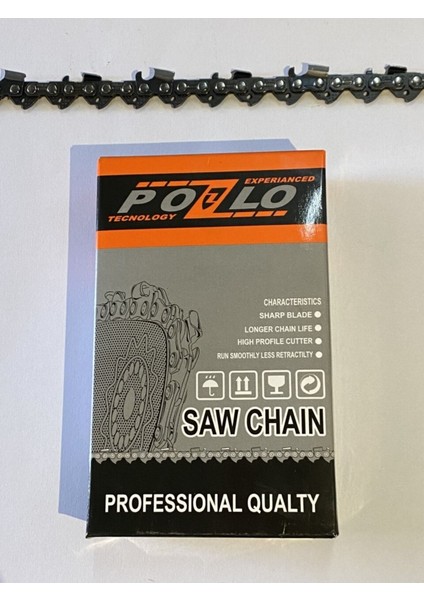 EXPERIANCED
POZLO
TECNOLOGY
CHARACTERISTICS
SHARP BLADE
LONGER CHAIN LIFE
HIGH PROFILE CUTTER
RUN SMOOTHLY LESS RETRACTILTY
SAW CHAIN
PROFESSIONAL QUALTY